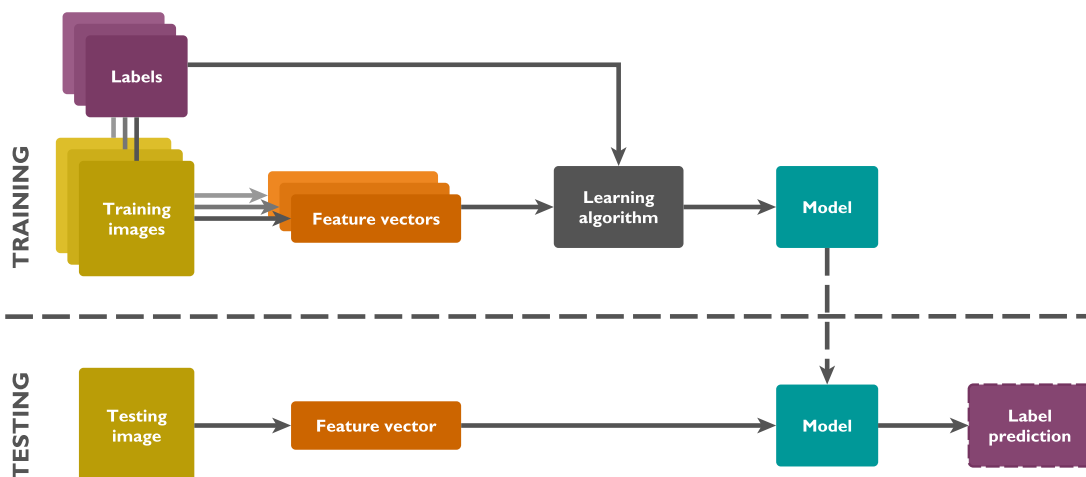 TRAINING
Labels
Training
images
Feature vectors
Learning
algorithm
Model
TESTING
Testing
image
Feature vector
Model
Label
prediction